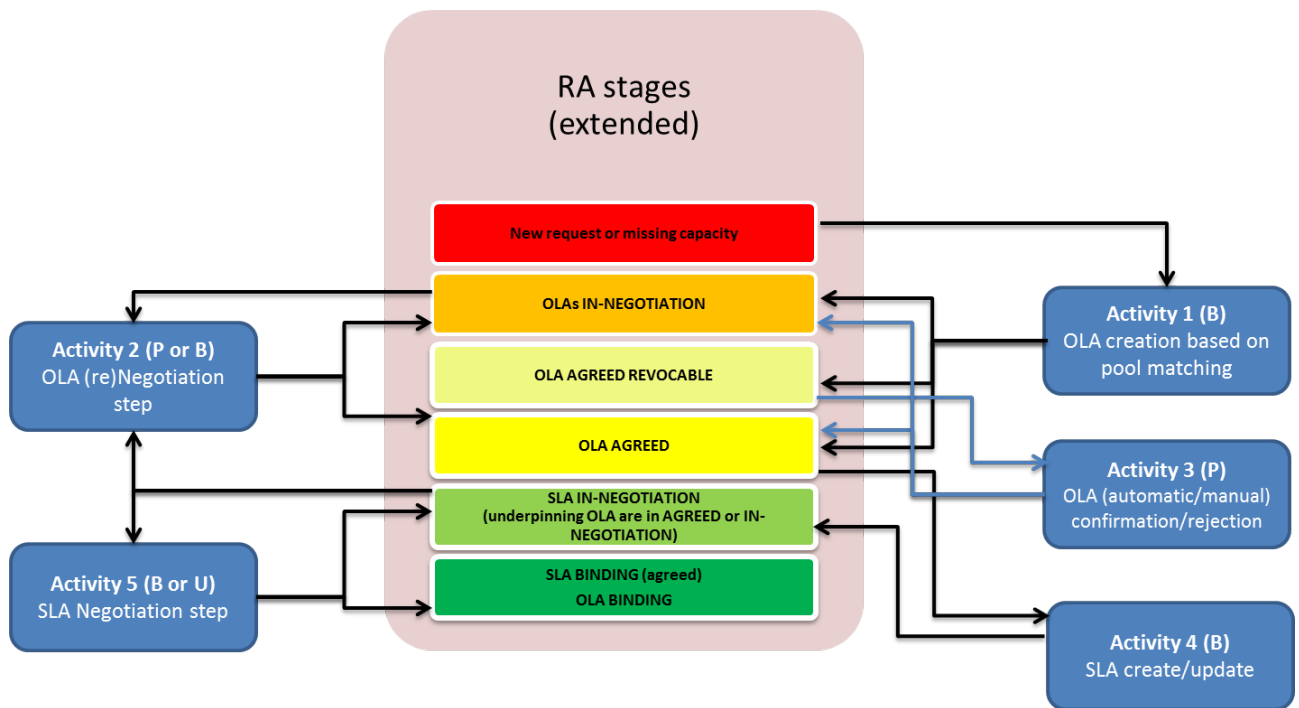 RA stages
(extended)
New request or missing capacity
OLAs IN-NEGOTIATION
OLA AGREED REVOCABLE
OLA AGREED
SLA IN-NEGOTIATION
(underpinning OLA are in AGREED or IN-
NEGOTIATION)
SLA BINDING (agreed)
OLA BINDING
Activity 2 (P or B)
OLA (re)Negotiation
step
Activity 5 (B or U)
SLA Negotiation step
Activity 1 (B)
OLA creation based on
pool matching
Activity 3 (P)
OLA (automatic/manual)
confirmation/rejection
Activity 4 (B)
SLA create/update